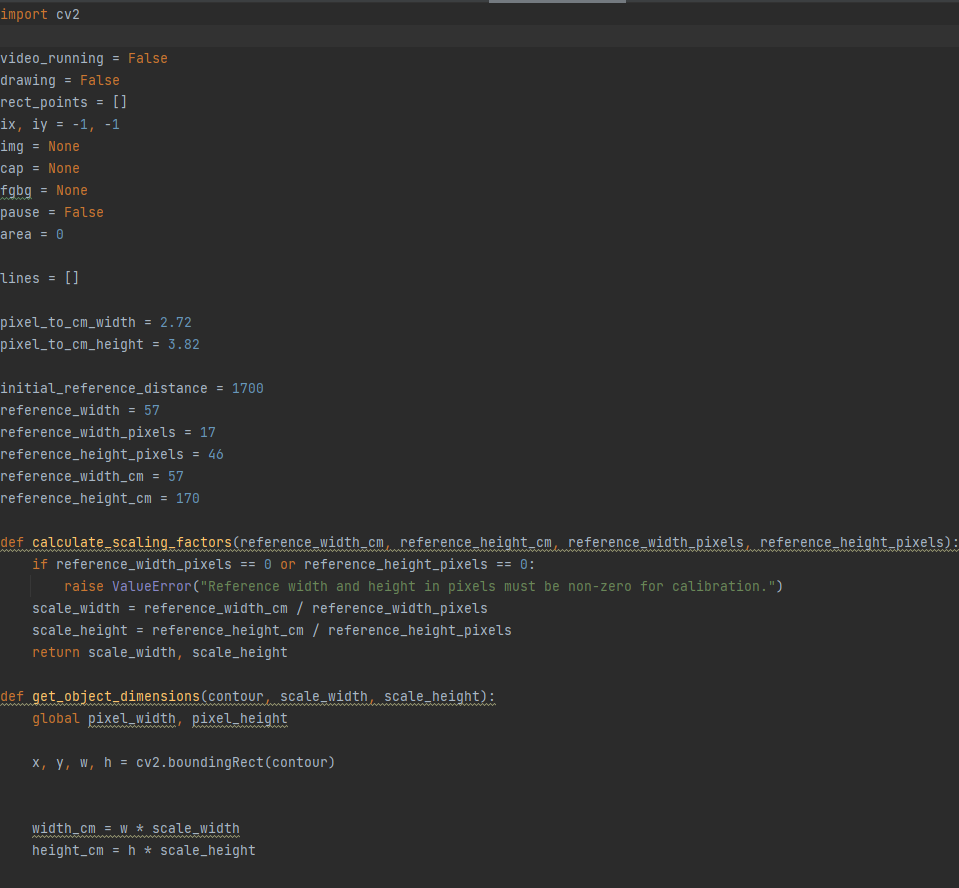 import cv2
video_running = False
drawing = False
rect_points = []
ix, iy = -1, -1
img = None
cap = None
fgbg = None
pause = False
area = 0
lines = []
pixel_to_cm_width = 2.72
pixel_to_cm_height = 3.82
initial_reference_distance = 1700
reference_width = 57
reference_width_pixels = 17
reference_height_pixels = 46
reference_width_cm = 57
reference_height_cm = 170
def calculate_scaling_factors(reference_width_cm, reference_height_cm, reference_width_pixels, reference_height_pixels):
    if reference_width_pixels == 0 or reference_height_pixels == 0:
        raise ValueError("Reference width and height in pixels must be non-zero for calibration.")
    scale_width = reference_width_cm / reference_width_pixels
    scale_height = reference_height_cm / reference_height_pixels
    return scale_width, scale_height
def get_object_dimensions(contour, scale_width, scale_height):
    global pixel_width, pixel_height
    x, y, w, h = cv2.boundingRect(contour)
    width_cm = w * scale_width
    height_cm = h * scale_height